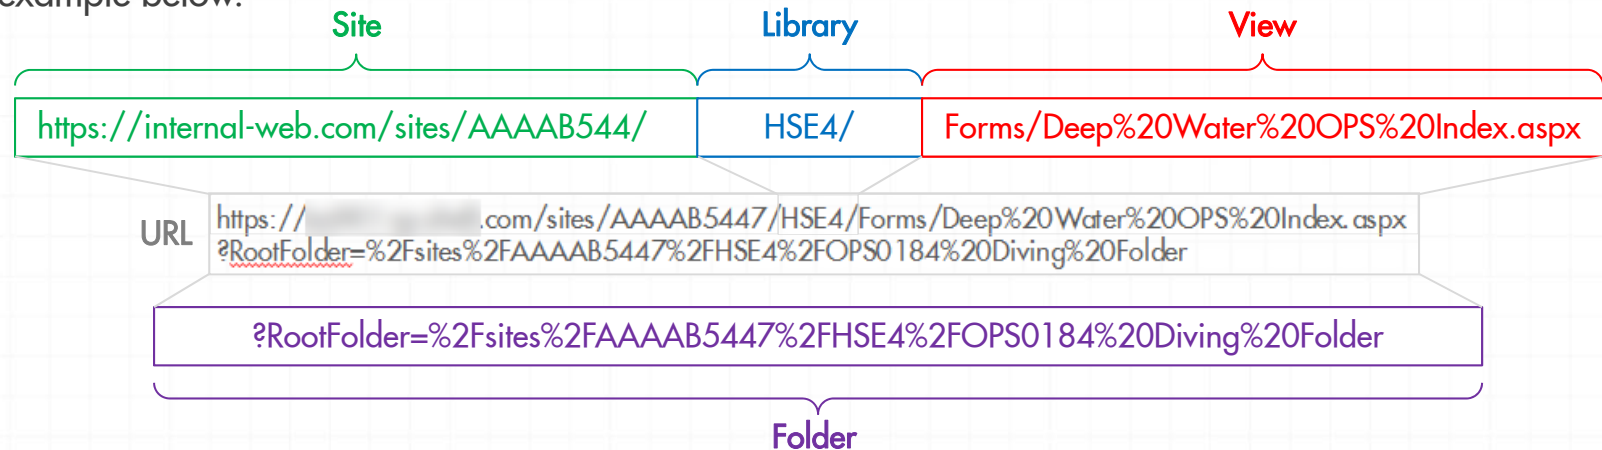 example below.
Site Library View
https://internal-web.com/sites/AAAAB544/ HSE4/ Forms/Deep%20Water%20OPS%20Index.aspx
URL https:// .com/sites/AAAAB5447/HSE4/Forms/Deep%20Water%20OPS%20Index.aspx
?RootFolder=%2Fsites%2FAAAAB5447%2FHSE4%2FOPS0184%20Diving%20Folder
?RootFolder=%2Fsites%2FAAAAB5447%2FHSE4%2FOPS0184%20Diving%20Folder
Folder